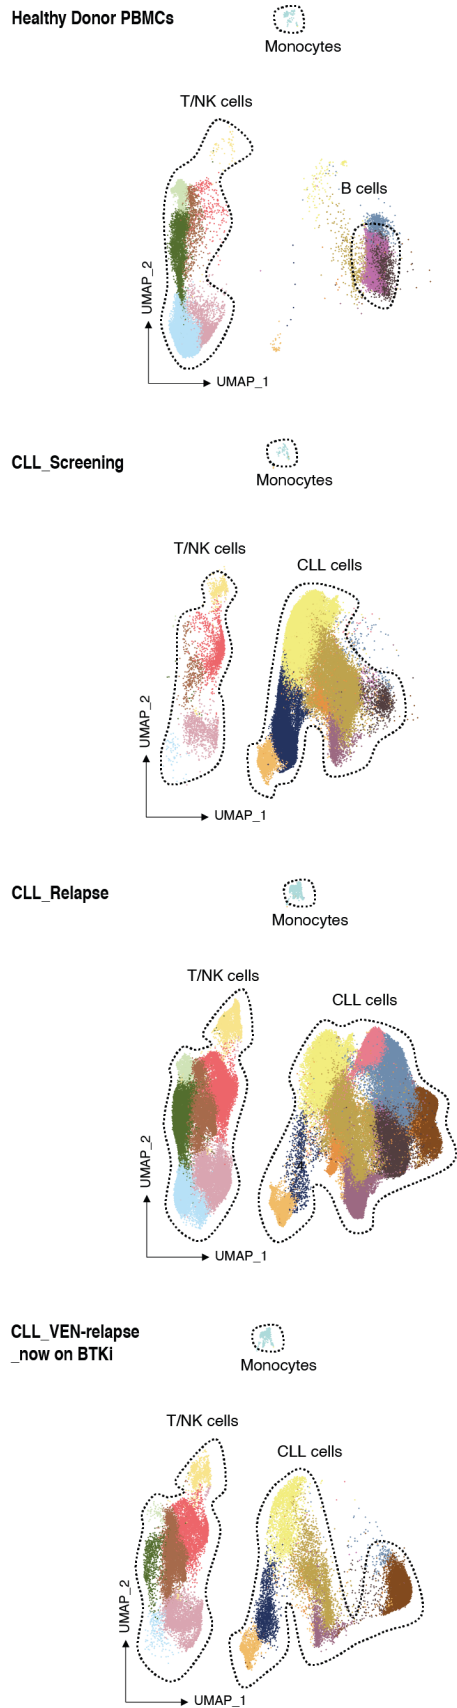 Healthy Donor PBMCs
Monocytes
T/NK cells
B cells
UMAP_2
UMAP_1
CLL_Screening
Monocytes
T/NK cells
CLL cells
UMAP_2
UMAP_1
CLL_Relapse
Monocytes
T/NK cells
CLL cells
UMAP_2
UMAP_1
CLL_VEN-relapse
_now on BTKi
Monocytes
T/NK cells
CLL cells
UMAP_2
UMAP_1